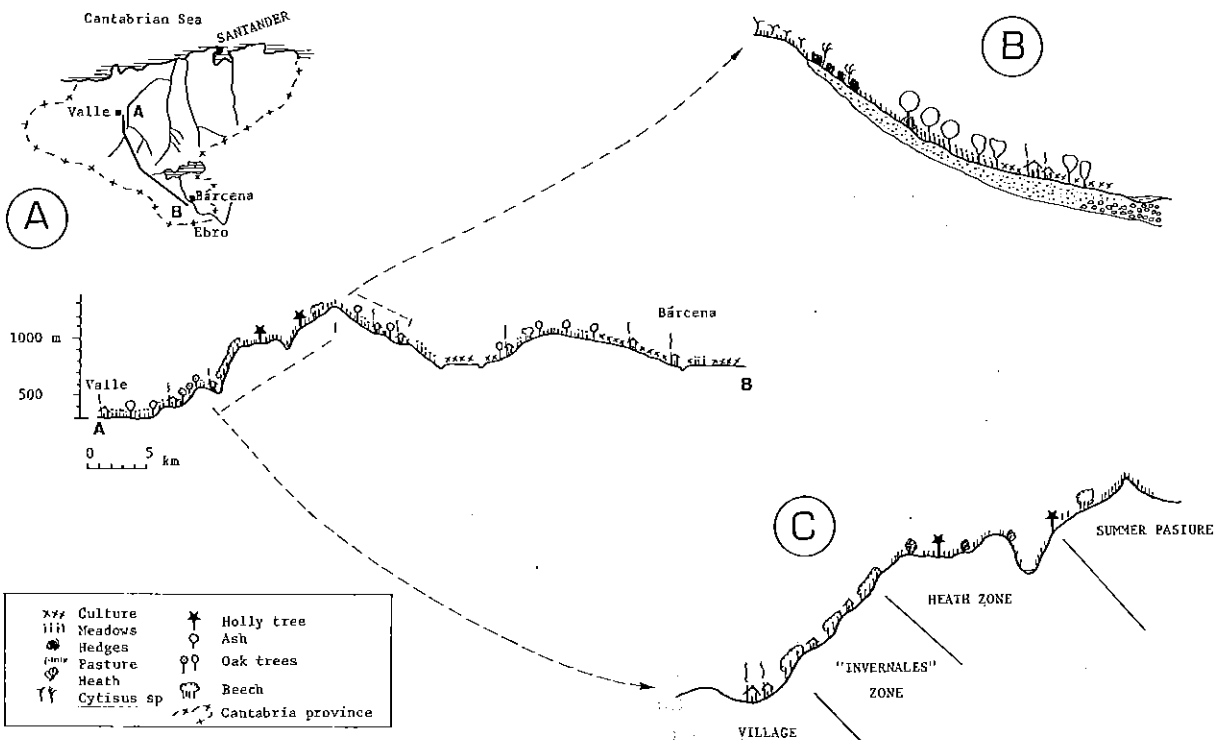 Cantabrian Sea
SANTANDER
Valle
A
Bárcena
B
Ebro
A
B
1000 m
500
Valle
A
Bárcena
B
0 5
km
C
SUMMER PASTURE
HEATH ZONE
"INVERNALES"
ZONE
VILLAGE
Culture
Meadows
Hedges
Pasture
Heath
Cytisus sp
Holly tree
Ash
Oak trees
Beech
Cantabria province